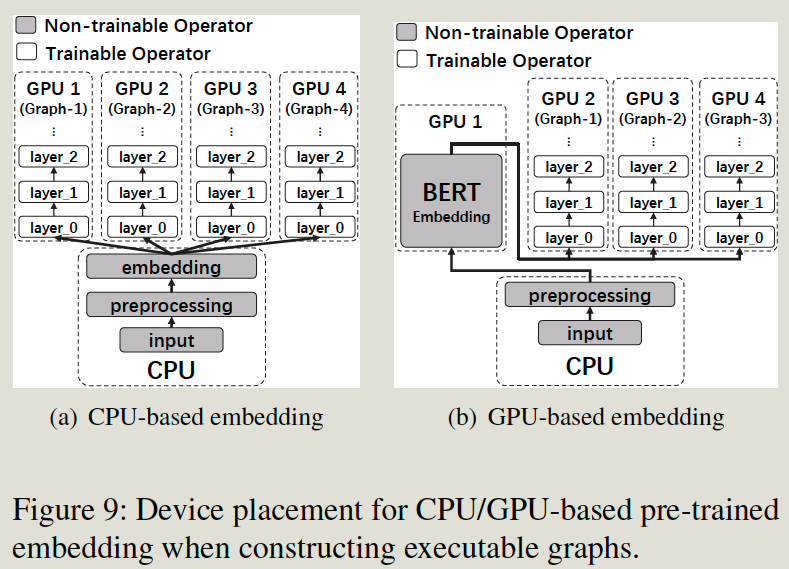 Non-trainable Operator
Trainable Operator
GPU 1
(Graph-1)
...
layer_2
layer_1
layer_0
GPU 2
(Graph-2)
...
layer_2
layer_1
layer_0
GPU 3
(Graph-3)
...
layer_2
layer_1
layer_0
GPU 4
(Graph-4)
...
layer_2
layer_1
layer_0
embedding
preprocessing
input
CPU
(a) CPU-based embedding
Non-trainable Operator
Trainable Operator
GPU 1
BERT
Embedding
GPU 2
(Graph-1)
...
layer_2
layer_1
layer_0
GPU 3
(Graph-2)
...
layer_2
layer_1
layer_0
GPU 4
(Graph-3)
...
layer_2
layer_1
layer_0
preprocessing
input
CPU
(b) GPU-based embedding
Figure 9: Device placement for CPU/GPU-based pre-trained
embedding when constructing executable graphs.